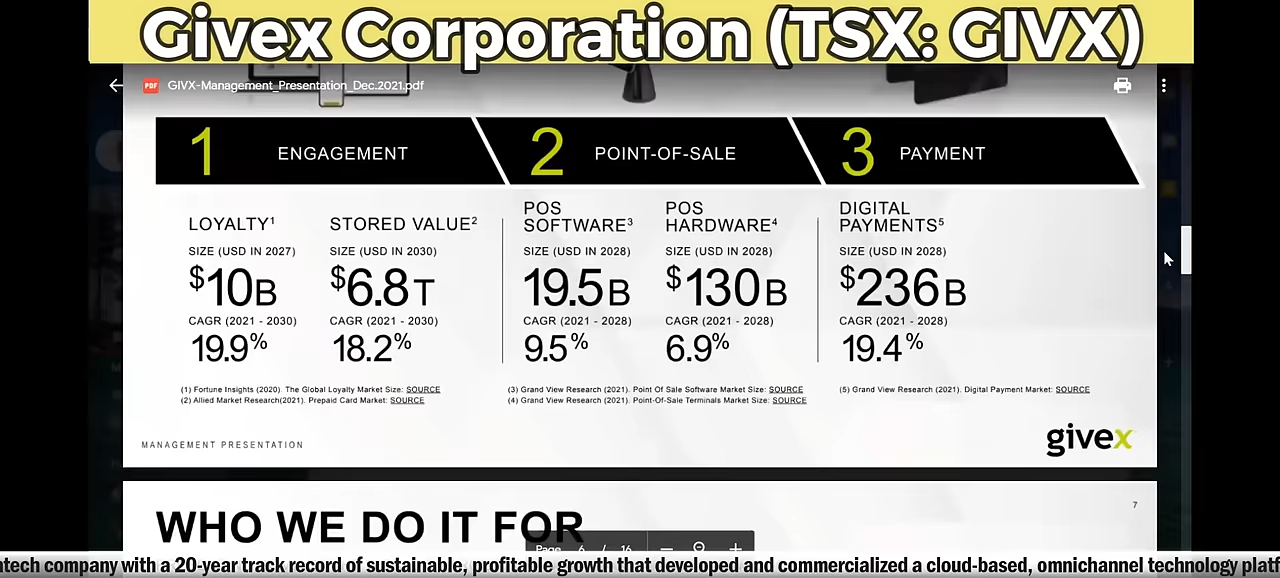 Givex Corporation (TSX: GIVX)
GIVX-Management_Presentation_Dec.2021.pdf
1 ENGAGEMENT
2 POINT-OF-SALE
3 PAYMENT
LOYALTY¹
SIZE (USD IN 2027)
$10B
CAGR (2021 - 2030)
19.9%
STORED VALUE²
SIZE (USD IN 2030)
$6.8T
CAGR (2021 - 2030)
18.2%
POS
SOFTWARE³
SIZE (USD IN 2028)
19.5B
CAGR (2021 - 2028)
9.5%
POS
HARDWARE⁴
SIZE (USD IN 2028)
$130B
CAGR (2021 - 2028)
6.9%
DIGITAL
PAYMENTS⁵
SIZE (USD IN 2028)
$236B
CAGR (2021 - 2028)
19.4%
(1) Fortune Insights (2020). The Global Loyalty Market Size: SOURCE
(2) Allied Market Research(2021). Prepaid Card Market: SOURCE
(3) Grand View Research (2021). Point Of Sale Software Market Size: SOURCE
(4) Grand View Research (2021). Point-Of-Sale Terminals Market Size: SOURCE
(5) Grand View Research (2021). Digital Payment Market: SOURCE
MANAGEMENT PRESENTATION
givex
7
WHO WE DO IT FOR
Page 6 / 16
ntech company with a 20-year track record of sustainable, profitable growth that developed and commercialized a cloud-based, omnichannel technology platf